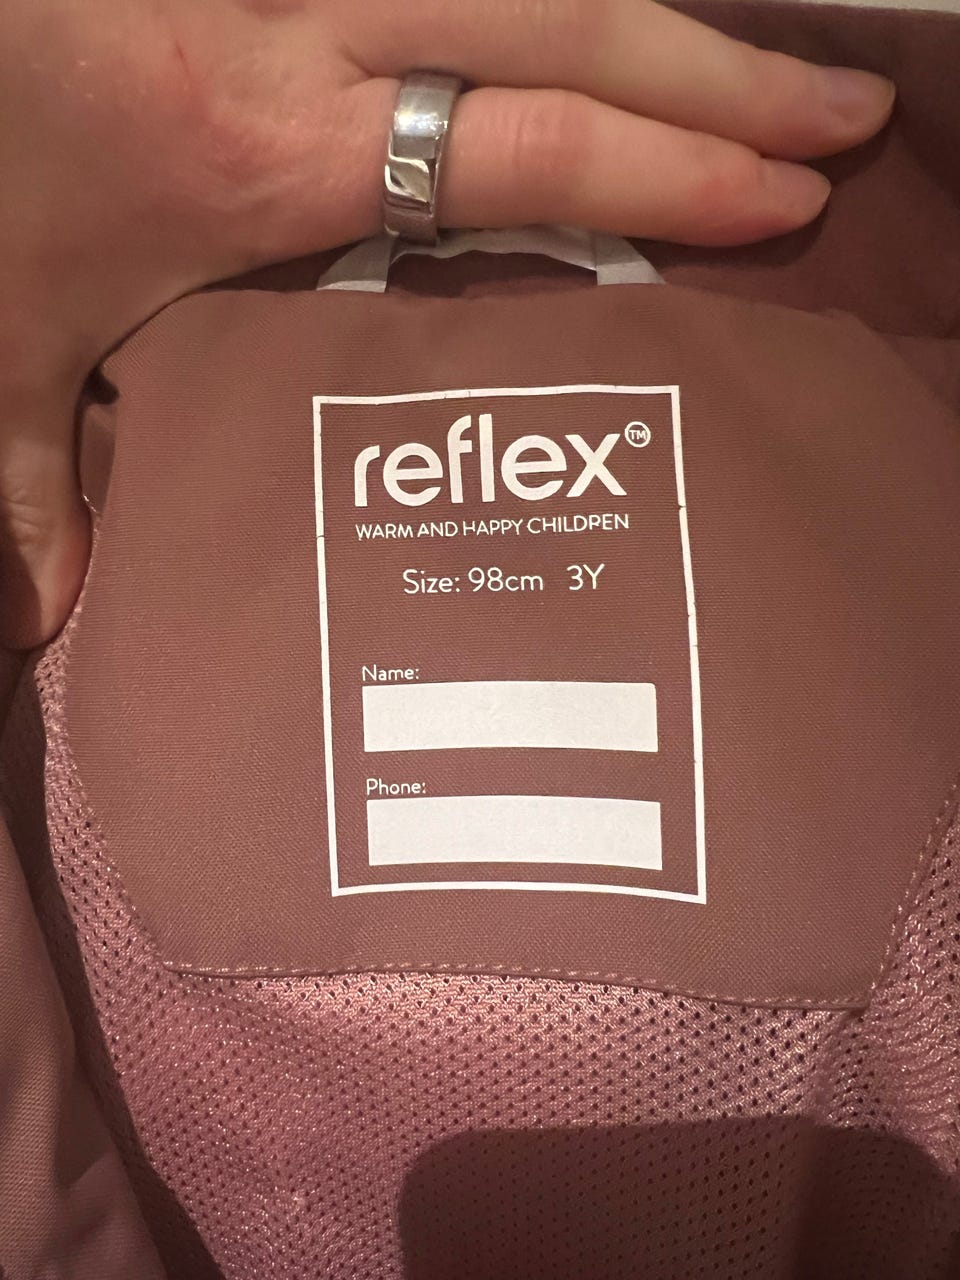 reflex™
WARM AND HAPPY CHILDREN
Size: 98cm 3Y
Name:
Phone: